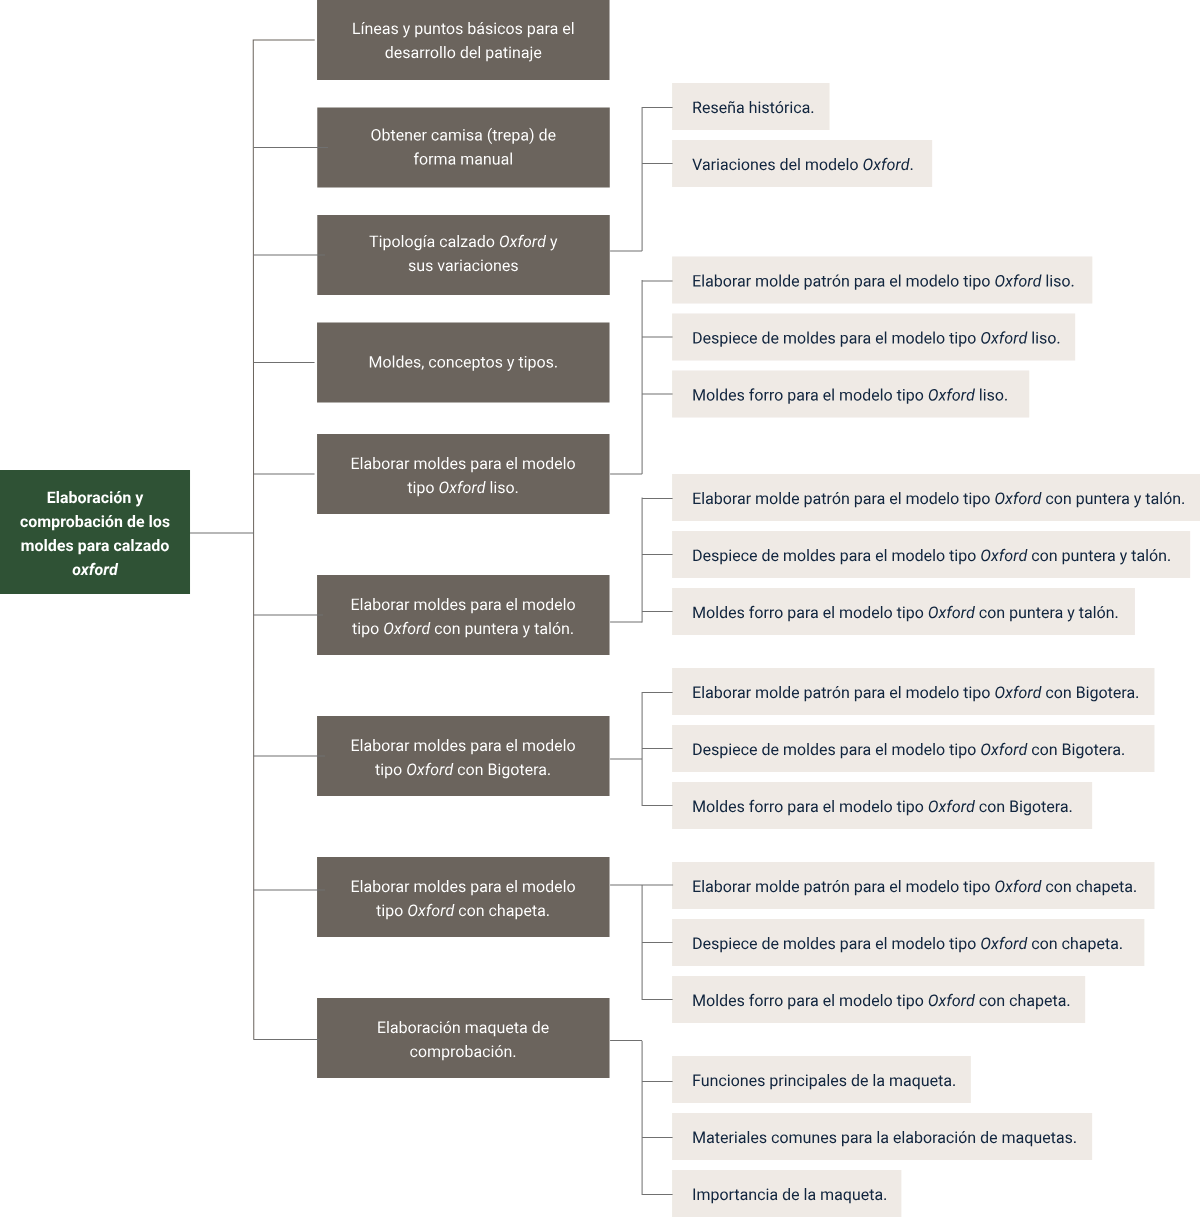 Elaboración y
comprobación de los
moldes para calzado
oxford
Líneas y puntos básicos para el
desarrollo del patinaje
Obtener camisa (trepa) de
forma manual
Tipología calzado Oxford y
sus variaciones
Reseña histórica.
Variaciones del modelo Oxford.
Moldes, conceptos y tipos.
Elaborar moldes para el modelo
tipo Oxford liso.
Elaborar molde patrón para el modelo tipo Oxford liso.
Despiece de moldes para el modelo tipo Oxford liso.
Moldes forro para el modelo tipo Oxford liso.
Elaborar moldes para el modelo
tipo Oxford con puntera y talón.
Elaborar molde patrón para el modelo tipo Oxford con puntera y talón.
Despiece de moldes para el modelo tipo Oxford con puntera y talón.
Moldes forro para el modelo tipo Oxford con puntera y talón.
Elaborar moldes para el modelo
tipo Oxford con Bigotera.
Elaborar molde patrón para el modelo tipo Oxford con Bigotera.
Despiece de moldes para el modelo tipo Oxford con Bigotera.
Moldes forro para el modelo tipo Oxford con Bigotera.
Elaborar moldes para el modelo
tipo Oxford con chapeta.
Elaborar molde patrón para el modelo tipo Oxford con chapeta.
Despiece de moldes para el modelo tipo Oxford con chapeta.
Moldes forro para el modelo tipo Oxford con chapeta.
Elaboración maqueta de
comprobación.
Funciones principales de la maqueta.
Materiales comunes para la elaboración de maquetas.
Importancia de la maqueta.